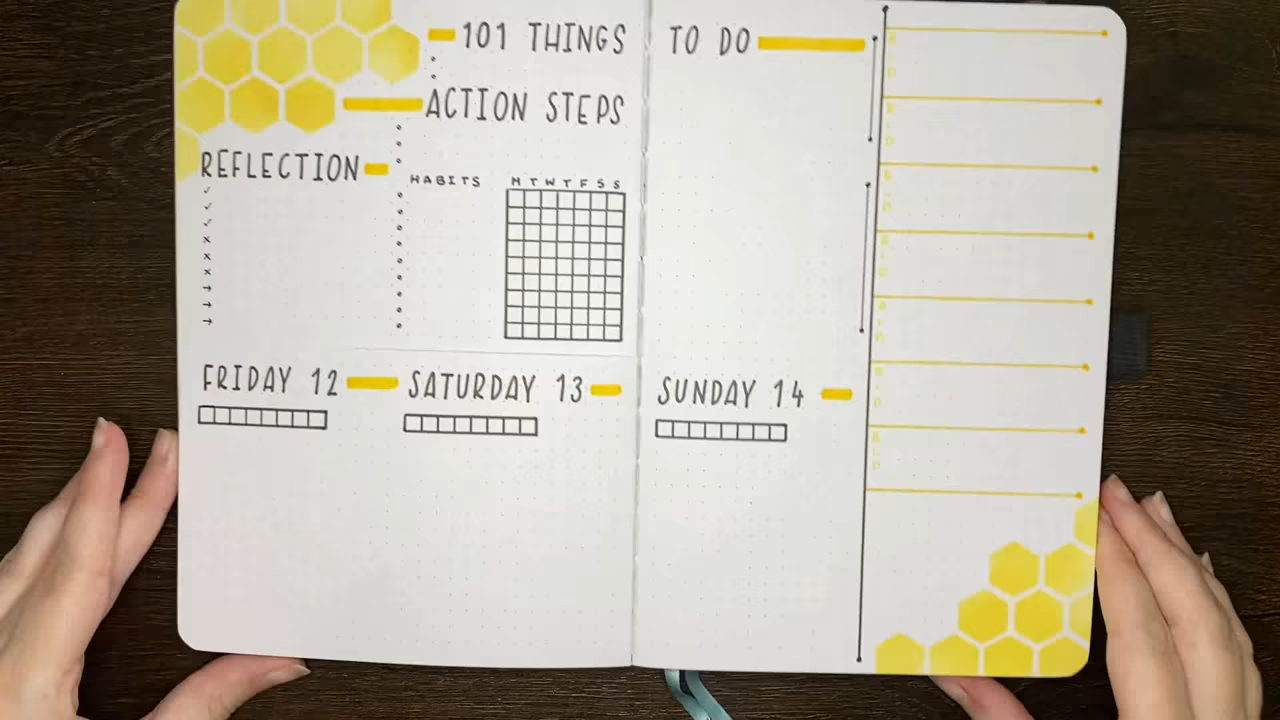 101 THINGS
ACTION STEPS
REFLECTION
HABITS M T W T F S S
FRIDAY 12
SATURDAY 13
TO DO
SUNDAY 14
B L D
B L D
B L D
B L D
B L D
B L D
B L D